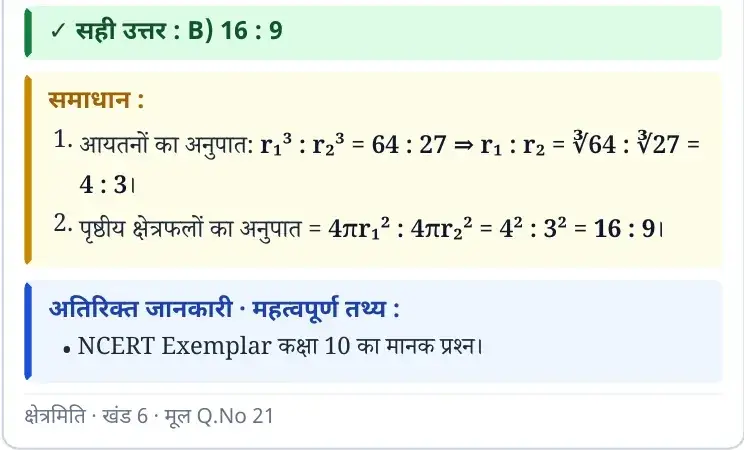 ✓ सही उत्तर : B) 16 : 9
समाधान :
1. आयतनों का अनुपात: r₁³ : r₂³ = 64 : 27 ⇒ r₁ : r₂ = ∛64 : ∛27 =
4 : 3।
2. पृष्ठीय क्षेत्रफलों का अनुपात = 4πr₁² : 4πr₂² = 4² : 3² = 16 : 9।
अतिरिक्त जानकारी · महत्वपूर्ण तथ्य :
• NCERT Exemplar कक्षा 10 का मानक प्रश्न।
क्षेत्रमिति · खंड 6 · मूल Q.No 21